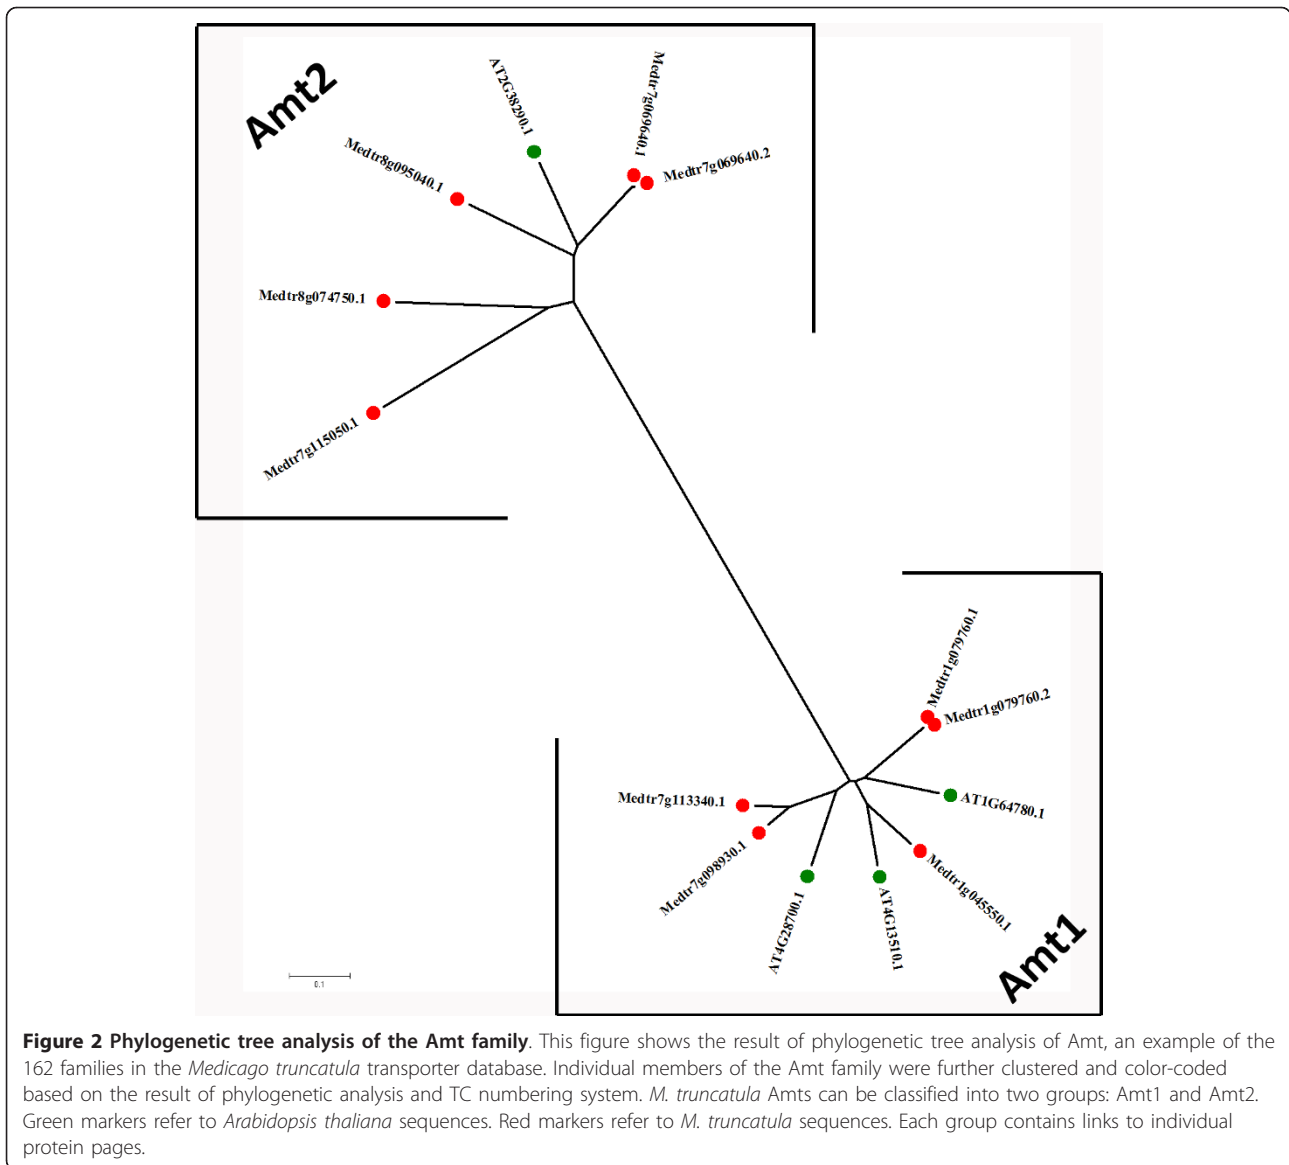 Amt2
AT2G38290.1
Medtr7g069640.1
Medtr7g069640.2
Medtr8g095040.1
Medtr8g074750.1
Medtr7g115050.1
Medtr1g079760.1
Medtr1g079760.2
Medtr7g113340.1
AT1G64780.1
Medtr7g098930.1
Medtr1g045550.1
AT4G28700.1
AT4G13510.1
Amt1
0.1
Figure 2 Phylogenetic tree analysis of the Amt family. This figure shows the result of phylogenetic tree analysis of Amt, an example of the
162 families in the Medicago truncatula transporter database. Individual members of the Amt family were further clustered and color-coded
based on the result of phylogenetic analysis and TC numbering system. M. truncatula Amts can be classified into two groups: Amt1 and Amt2.
Green markers refer to Arabidopsis thaliana sequences. Red markers refer to M. truncatula sequences. Each group contains links to individual
protein pages.